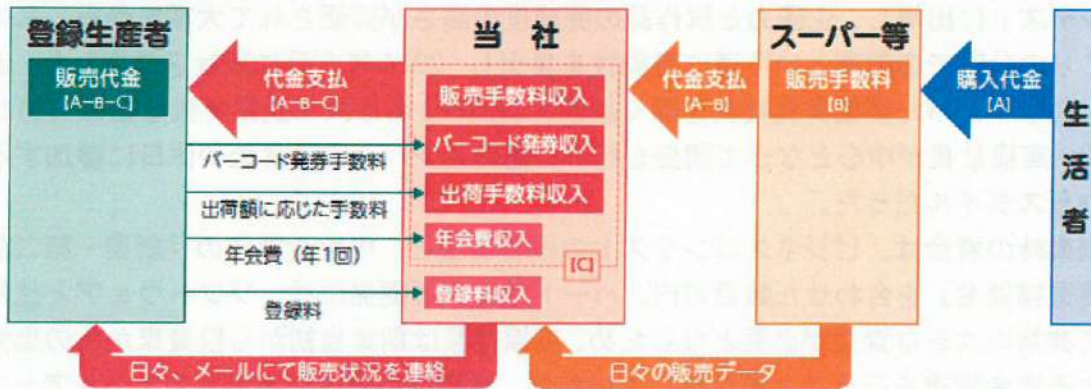 登録生産者
販売代金
[A−B−C]
代金支払
[A−B−C]
当社
販売手数料収入
バーコード発券収入
出荷手数料収入
年会費収入
[C]
登録料収入
代金支払
[A−B]
スーパー等
販売手数料
[B]
購入代金
[A]
生活者
バーコード発券手数料
出荷額に応じた手数料
年会費(年1回)
登録料
日々、メールにて販売状況を連絡
日々の販売データ